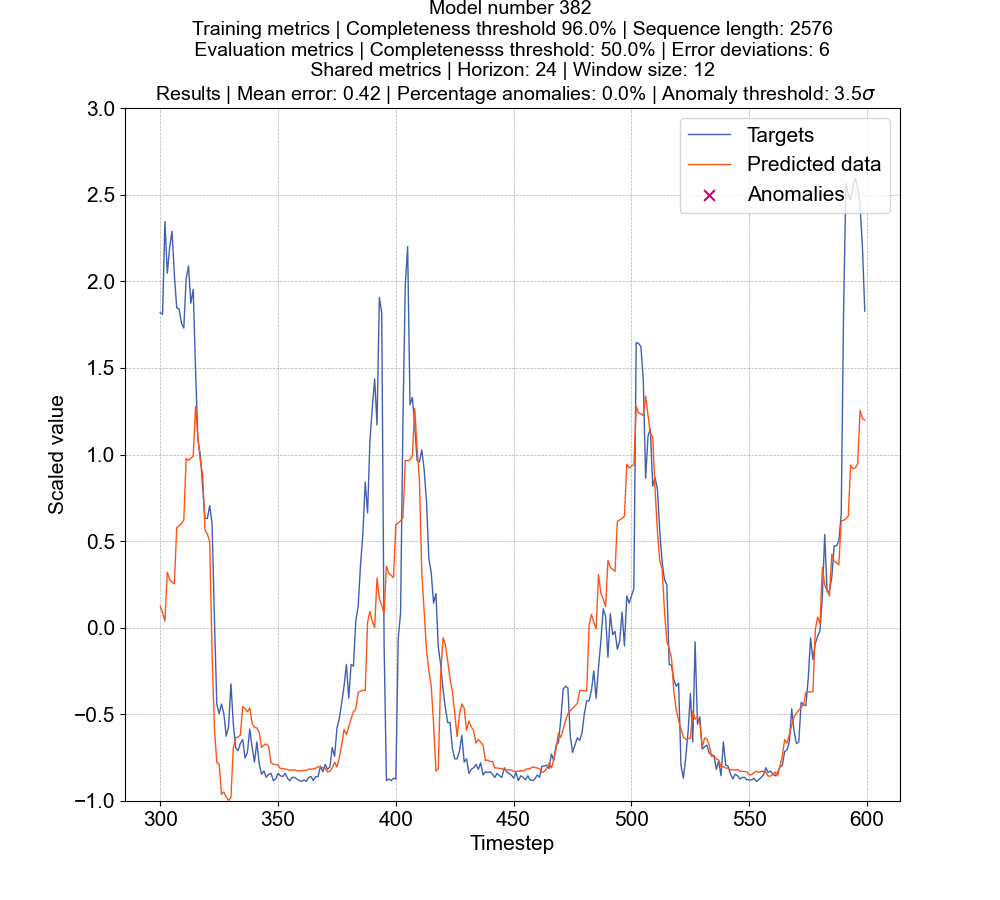 Model number 382
Training metrics | Completeness threshold 96.0% | Sequence length: 2576
Evaluation metrics | Completenesss threshold: 50.0% | Error deviations: 6
Shared metrics | Horizon: 24 | Window size: 12
Results | Mean error: 0.42 | Percentage anomalies: 0.0% | Anomaly threshold: 3.5σ
Targets
Predicted data
Anomalies
3.0
2.5
2.0
1.5
1.0
0.5
0.0
−0.5
−1.0
Scaled value
300 350 400 450 500 550 600
Timestep